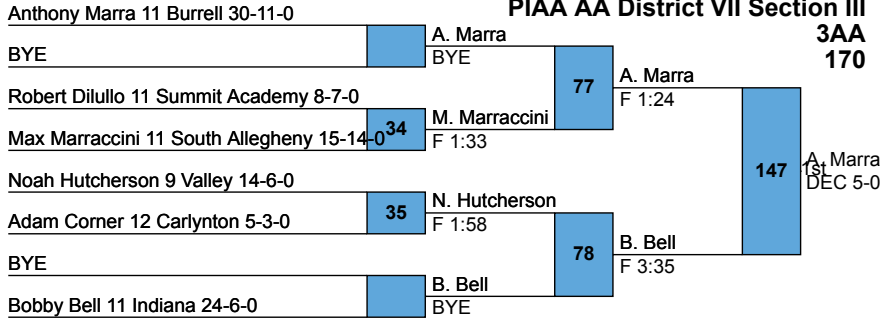 PIAA AA District VII Section III
3AA
170
Anthony Marra 11 Burrell 30-11-0
BYE
A. Marra
BYE
Robert Dilullo 11 Summit Academy 8-7-0
Max Marraccini 11 South Allegheny 15-14-0
34
M. Marraccini
F 1:33
77
A. Marra
F 1:24
Noah Hutcherson 9 Valley 14-6-0
Adam Corner 12 Carlynton 5-3-0
35
N. Hutcherson
F 1:58
BYE
Bobby Bell 11 Indiana 24-6-0
B. Bell
BYE
78
B. Bell
F 3:35
147
A. Marra
1st
DEC 5-0